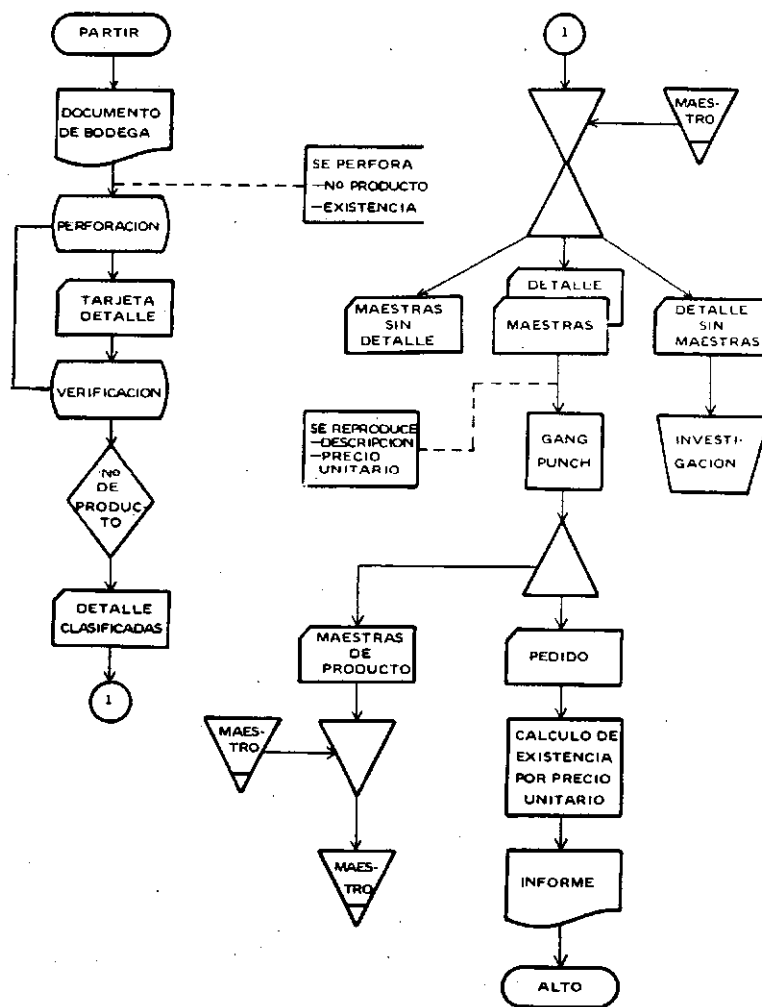 PARTIR
DOCUMENTO
DE BODEGA
SE PERFORA
—Nº PRODUCTO
—EXISTENCIA
PERFORACION
TARJETA
DETALLE
VERIFICACION
Nº
DE
PRODUC-
TO
DETALLE
CLASIFICADAS
1
1
MAES-
TRO
MAESTRAS
SIN
DETALLE
DETALLE
MAESTRAS
DETALLE
SIN
MAESTRAS
SE REPRODUCE
—DESCRIPCION
—PRECIO
UNITARIO
GANG
PUNCH
INVESTI-
GACION
MAESTRAS
DE
PRODUCTO
PEDIDO
MAES-
TRO
CALCULO DE
EXISTENCIA
POR PRECIO
UNITARIO
MAES-
TRO
INFORME
ALTO